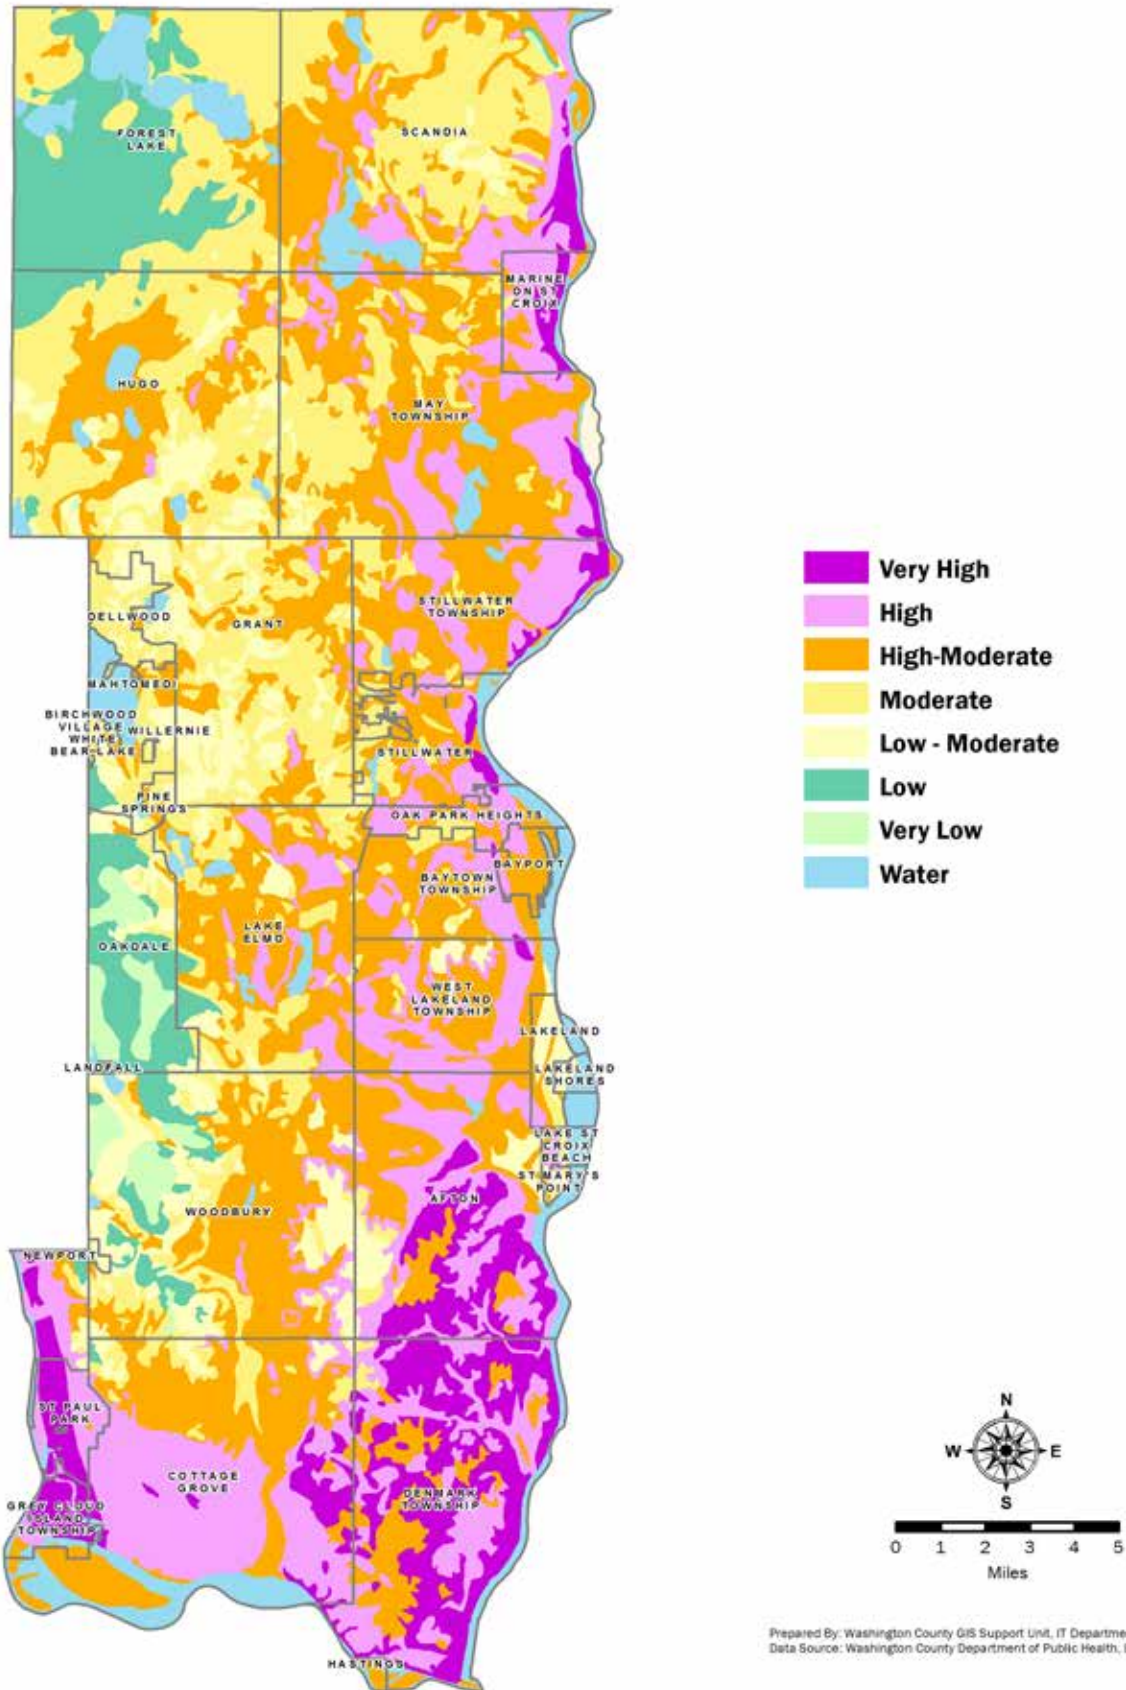 FOREST
LAKE
SCANDIA
MARINE
ON ST
CROIX
HUGO
MAY
TOWNSHIP
DELLWOOD
GRANT
STILLWATER
TOWNSHIP
MAHTOMEDI
BIRCHWOOD
VILLAGE
WHITE
BEAR LAKE
WILLERNIE
STILLWATER
PINE
SPRINGS
OAK PARK HEIGHTS
BAYPORT
BAYTOWN
TOWNSHIP
LAKE
ELMO
OAKDALE
WEST
LAKELAND
TOWNSHIP
LAKELAND
LANDFALL
LAKELAND
SHORES
LAKE ST
CROIX
BEACH
ST MARY'S
POINT
AFTON
WOODBURY
NEWPORT
ST PAUL
PARK
COTTAGE
GROVE
DENMARK
TOWNSHIP
GREY CLOUD
ISLAND
TOWNSHIP
HASTINGS
Very High
High
High-Moderate
Moderate
Low - Moderate
Low
Very Low
Water
N
W E
S
0 1 2 3 4 5
Miles
Prepared By: Washington County GIS Support Unit, IT Departme
Data Source: Washington County Department of Public Health,